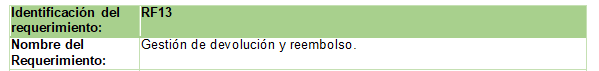 Identificación del RF13
requerimiento:
Nombre del Gestión de devolución y reembolso.
Requerimiento: